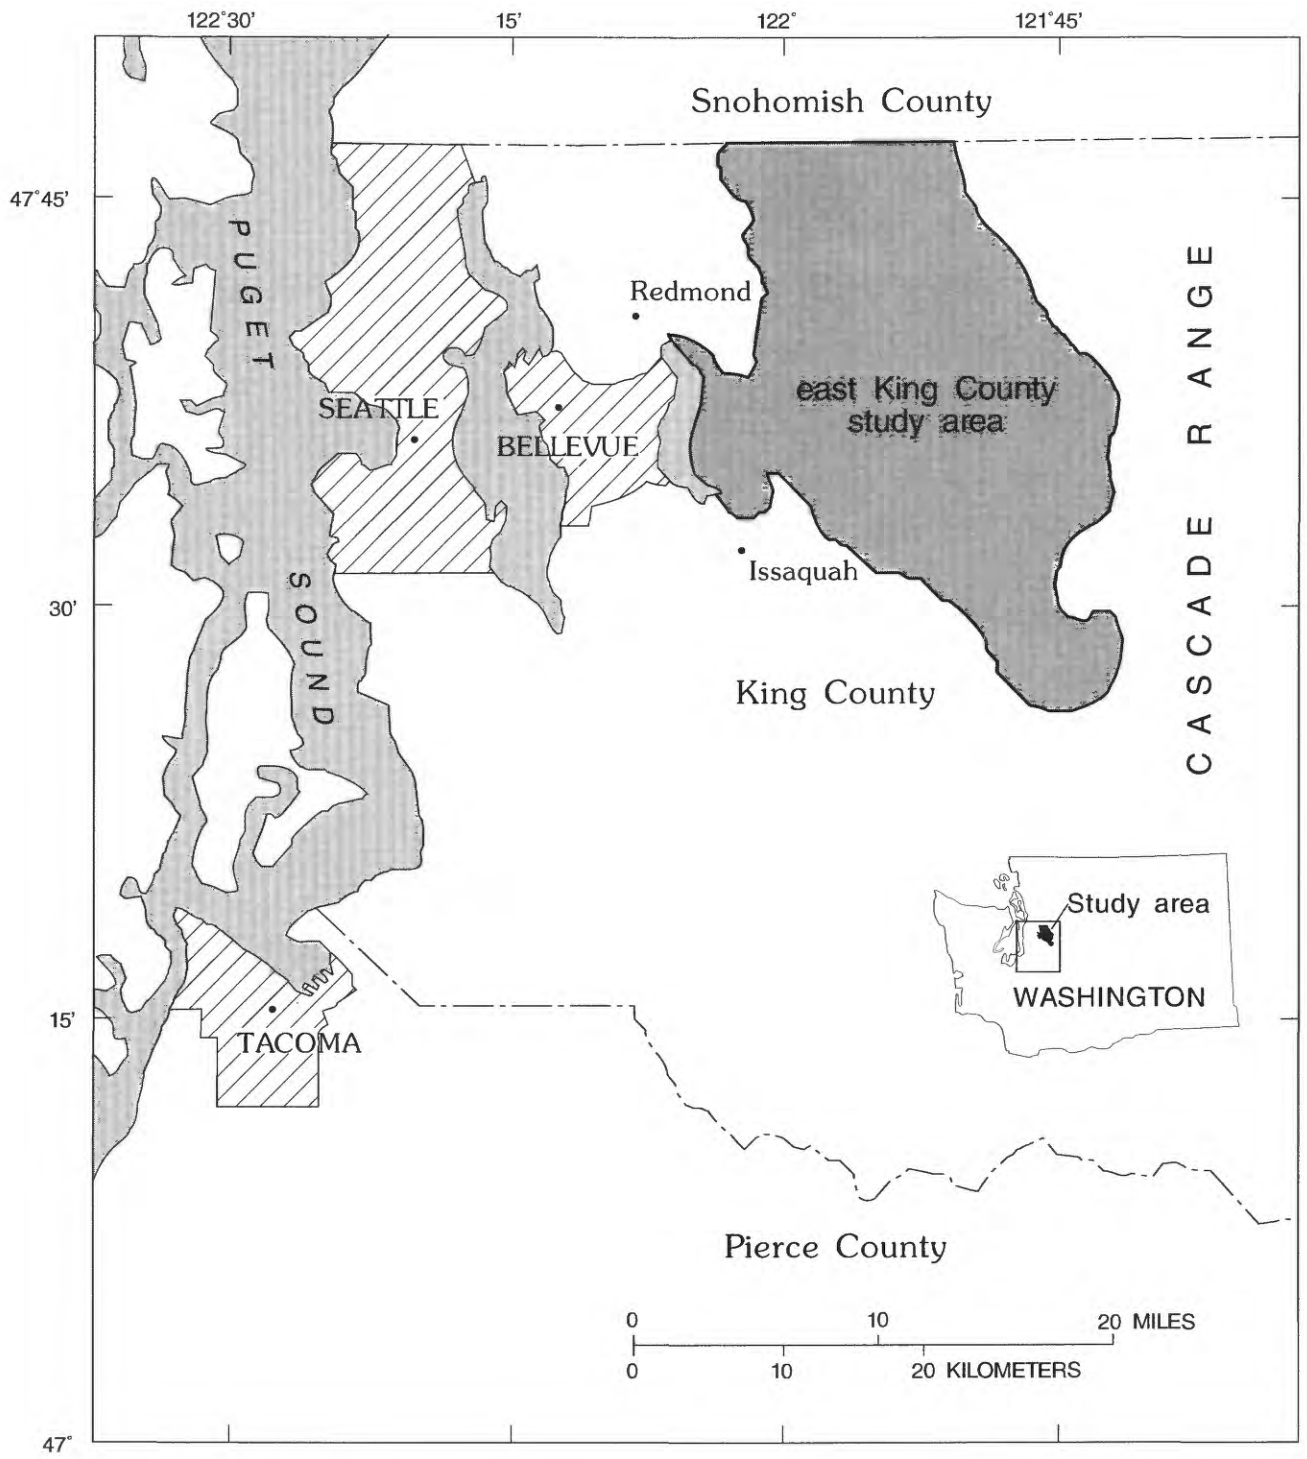 122°30' 15' 122° 121°45'
Snohomish County
47°45'
PUGET
SOUND
CASCADE RANGE
Redmond
east King County
study area
SEATTLE
BELLEVUE
Issaquah
30'
King County
Study area
WASHINGTON
15'
TACOMA
Pierce County
0 10 20 MILES
0 10 20 KILOMETERS
47°